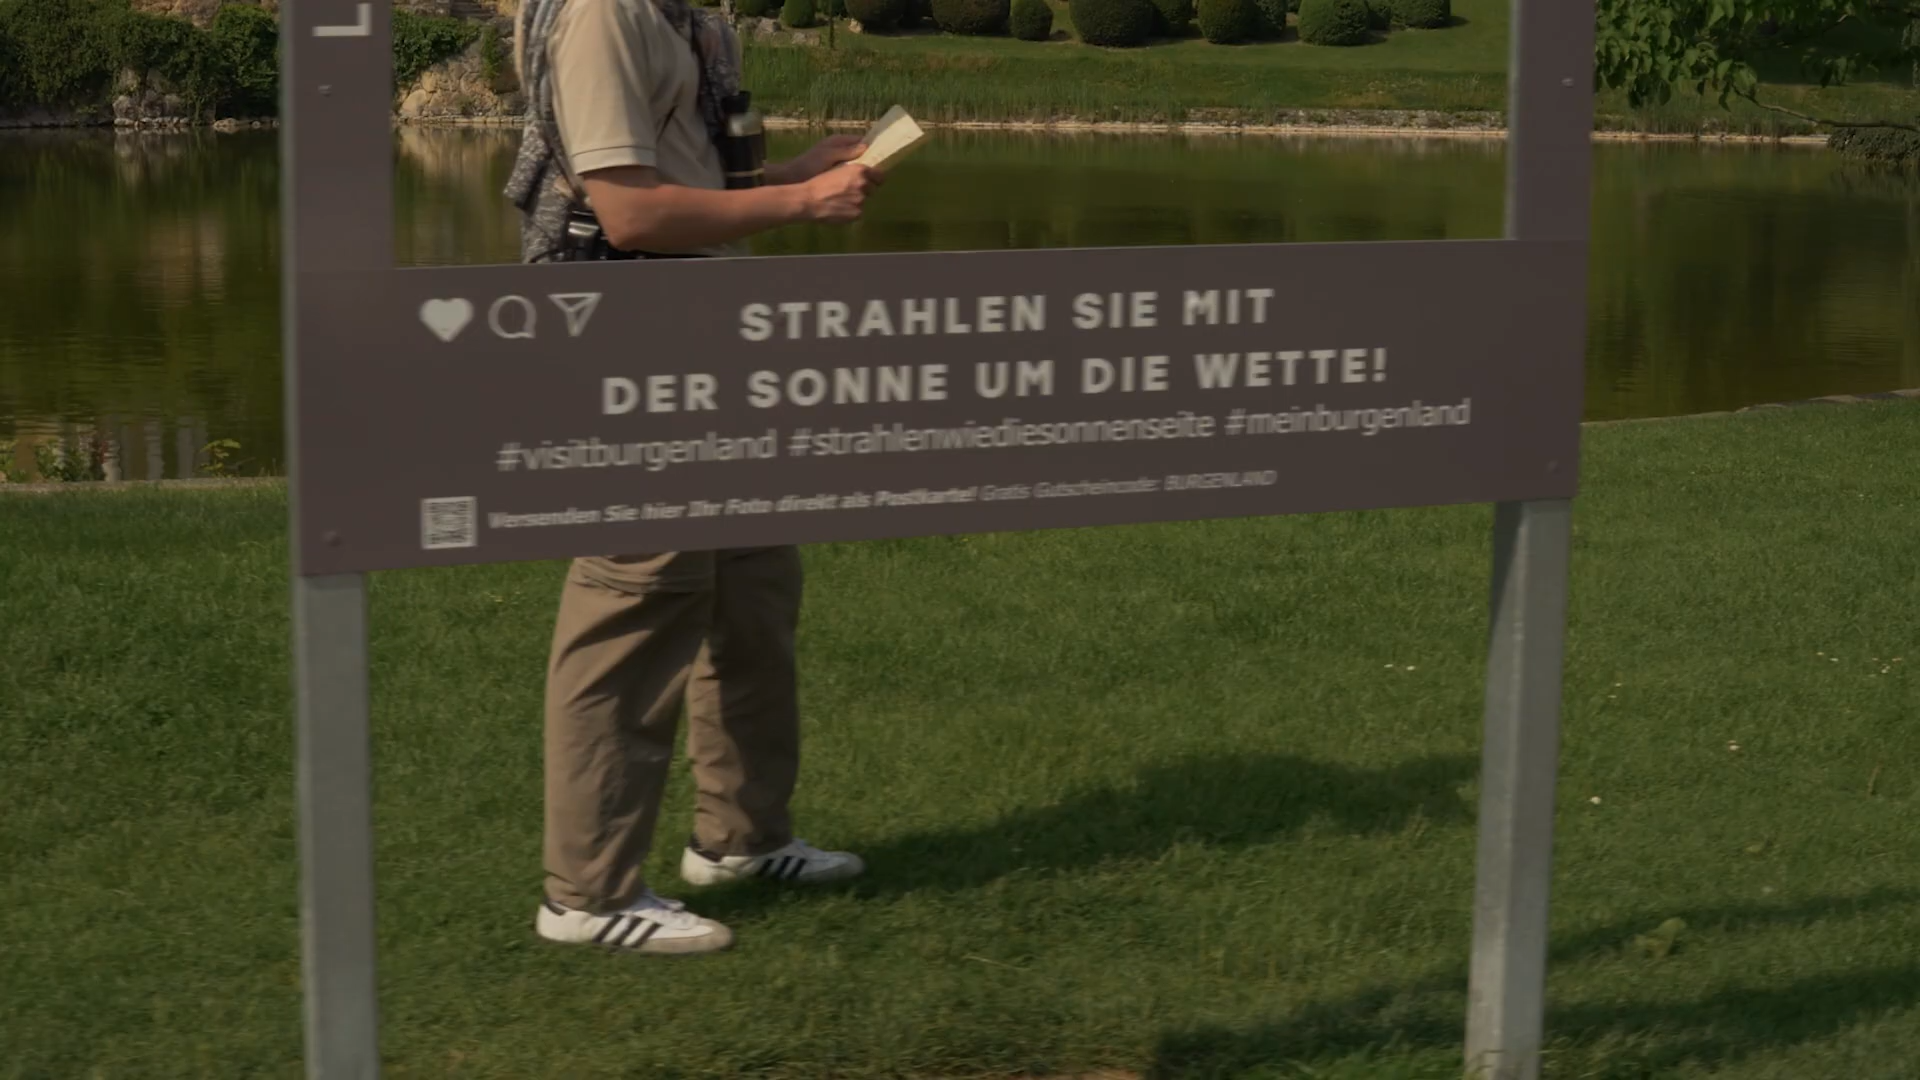 L
STRAHLEN SIE MIT
DER SONNE UM DIE WETTE!
#visitburgenland #strahlenwiediesonnenseite #meinburgenland
Versenden Sie hier Ihr Foto direkt als Postkarte! Gratis Gutscheincode: BURGENLAND